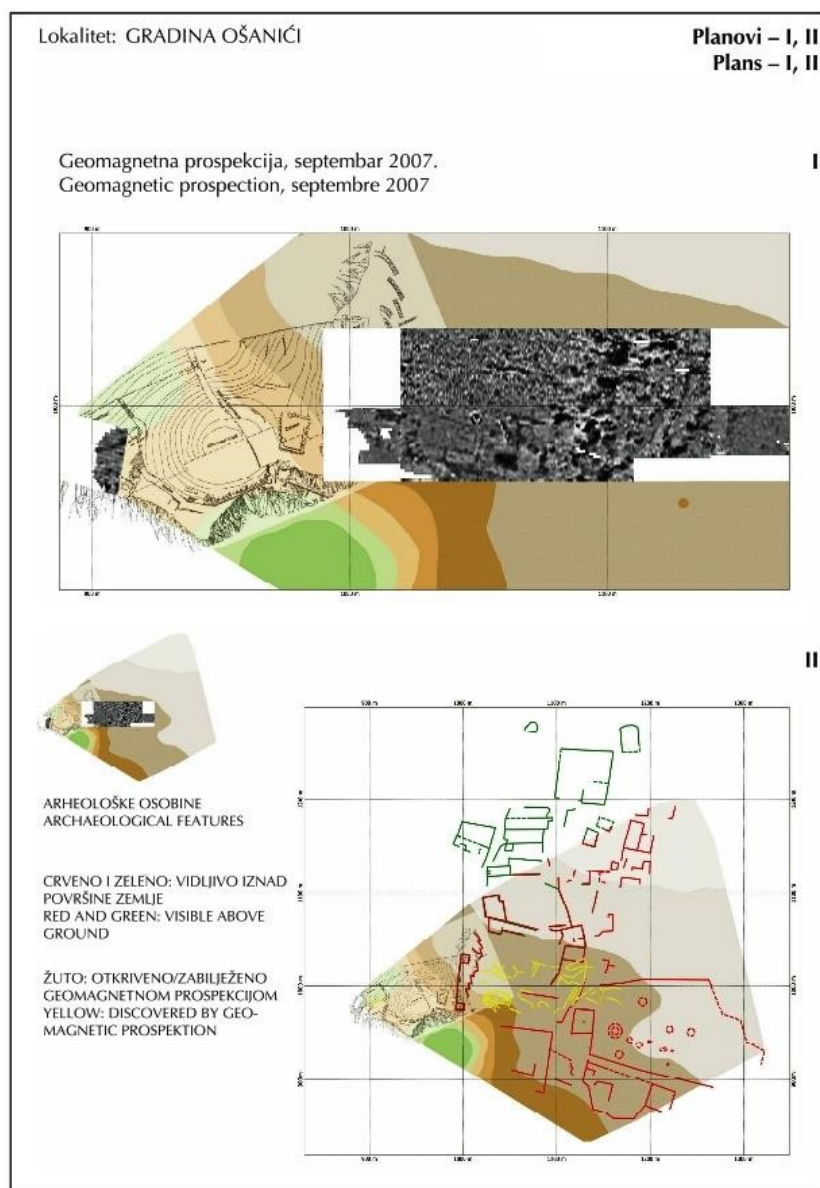 Lokalitet: GRADINA OŠANIĆI
Planovi – I, II
Plans – I, II
Geomagnetna prospekcija, septembar 2007.
Geomagnetic prospection, septembre 2007
I
II
ARHEOLOŠKE OSOBINE
ARCHAEOLOGICAL FEATURES
CRVENO I ZELENO: VIDLJIVO IZNAD
POVRŠINE ZEMLJE
RED AND GREEN: VISIBLE ABOVE
GROUND
ŽUTO: OTKRIVENO/ZABILJEŽENO
GEOMAGNETNOM PROSPEKCIJOM
YELLOW: DISCOVERED BY GEO-
MAGNETIC PROSPEKTION